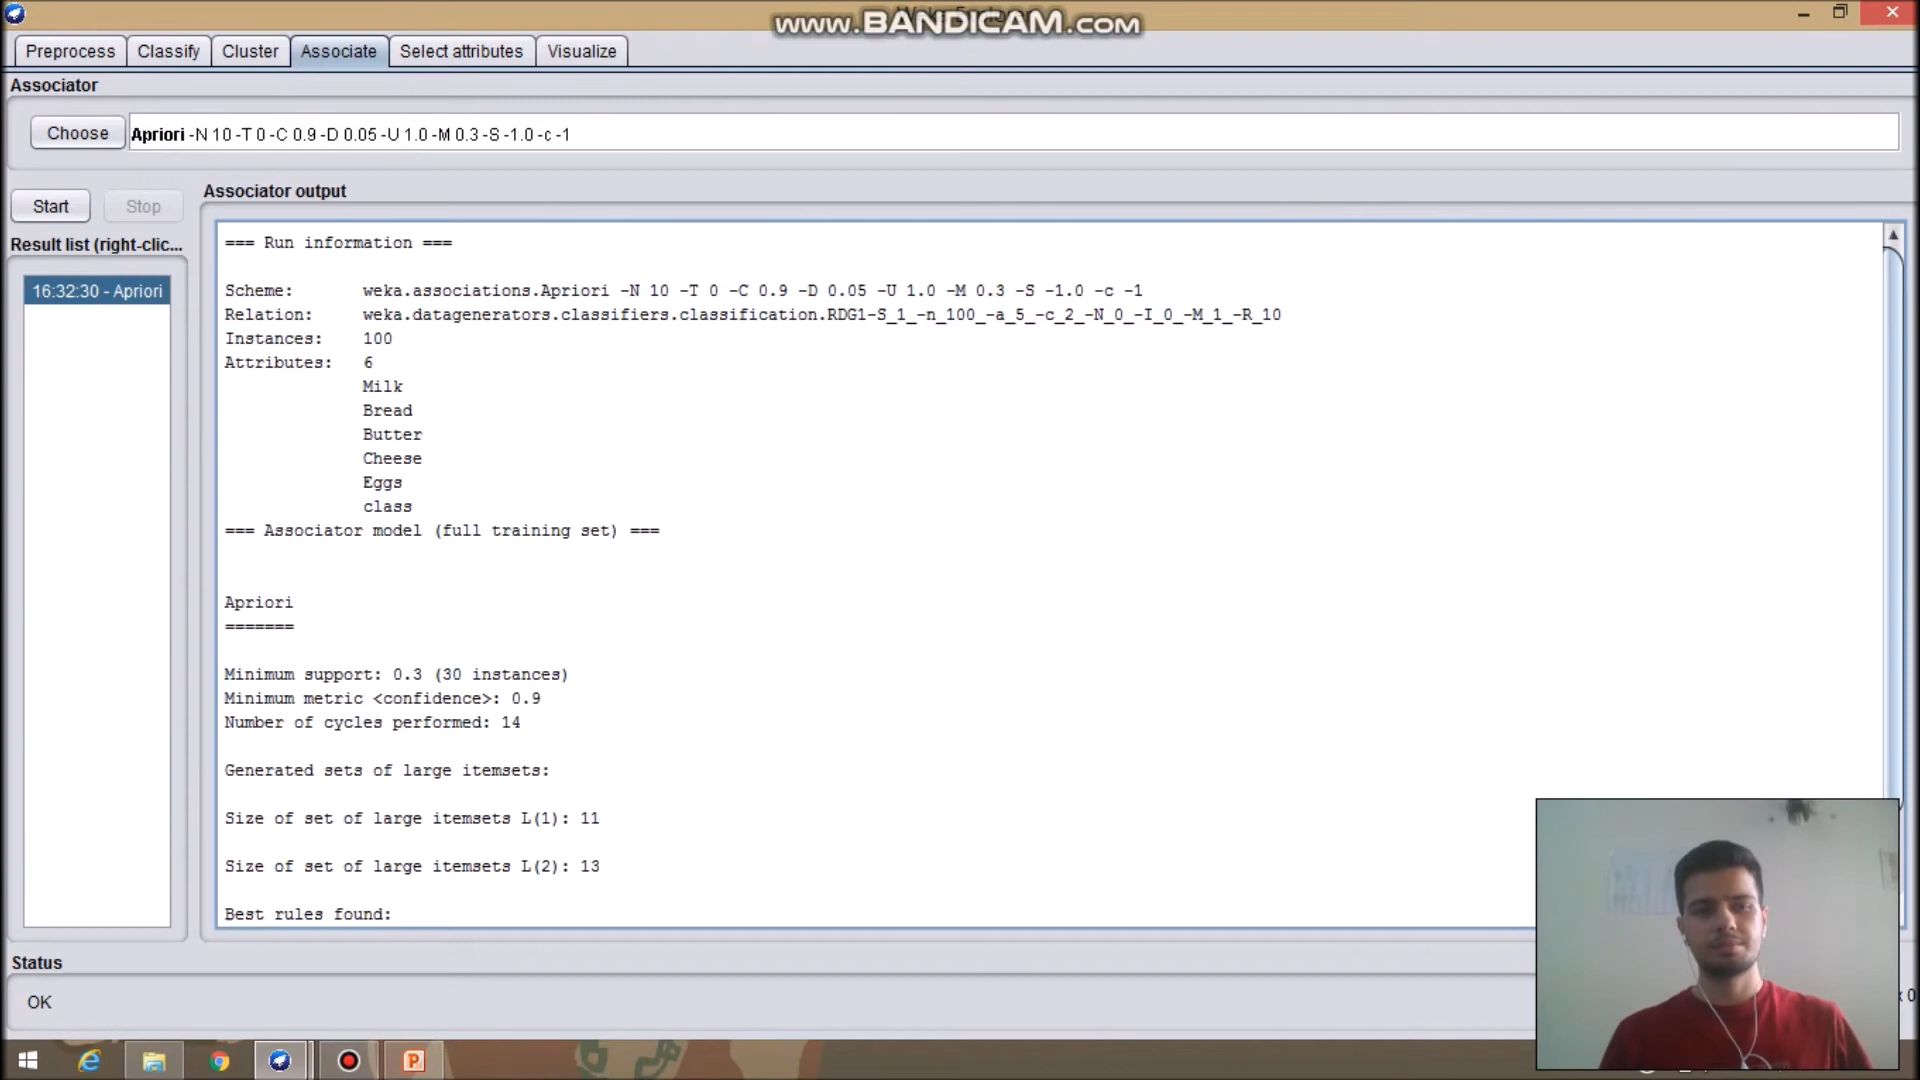 www.BANDICAM.com
Preprocess Classify Cluster Associate Select attributes Visualize
Associator
Choose Apriori -N 10 -T 0 -C 0.9 -D 0.05 -U 1.0 -M 0.3 -S -1.0 -c -1
Start Stop
Associator output
Result list (right-clic...
16:32:30 - Apriori
=== Run information ===
Scheme: weka.associations.Apriori -N 10 -T 0 -C 0.9 -D 0.05 -U 1.0 -M 0.3 -S -1.0 -c -1
Relation: weka.datagenerators.classifiers.classification.RDG1-S_1_-n_100_-a_5_-c_2_-N_0_-I_0_-M_1_-R_10
Instances: 100
Attributes: 6
Milk
Bread
Butter
Cheese
Eggs
class
=== Associator model (full training set) ===
Apriori
=======
Minimum support: 0.3 (30 instances)
Minimum metric <confidence>: 0.9
Number of cycles performed: 14
Generated sets of large itemsets:
Size of set of large itemsets L(1): 11
Size of set of large itemsets L(2): 13
Best rules found:
Status
OK
x 0